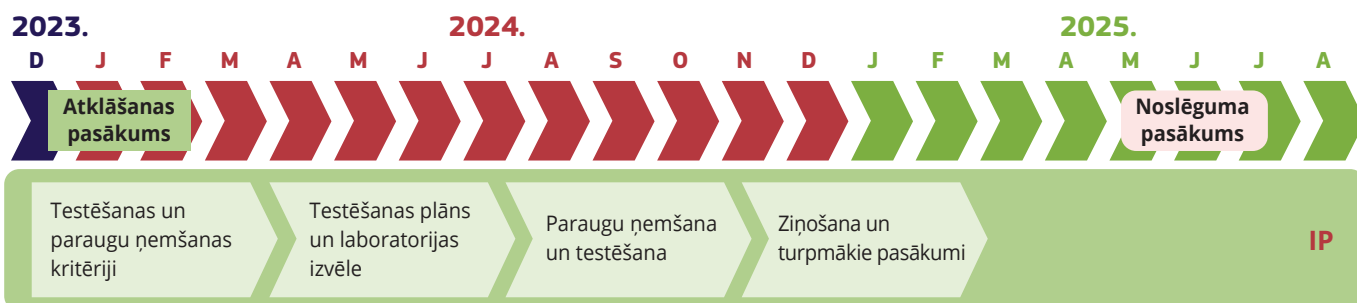 2023. 2024. 2025.
D J F M A M J J A S O N D J F M A M J J A
Atklāšanas
pasākums
Noslēguma
pasākums
Testēšanas un
paraugu ņemšanas
kritēriji
Testēšanas plāns
un laboratorijas
izvēle
Paraugu ņemšana
un testēšana
Ziņošana un
turpmākie pasākumi
IP